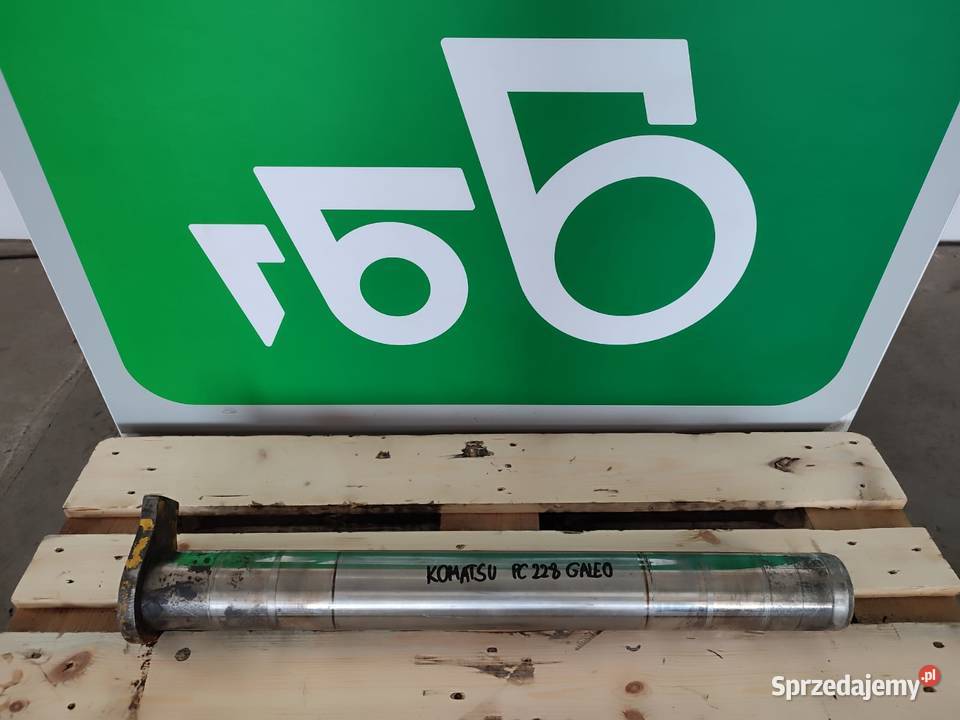 KOMATSU PC 228 GALEO
Sprzedajemy.pl